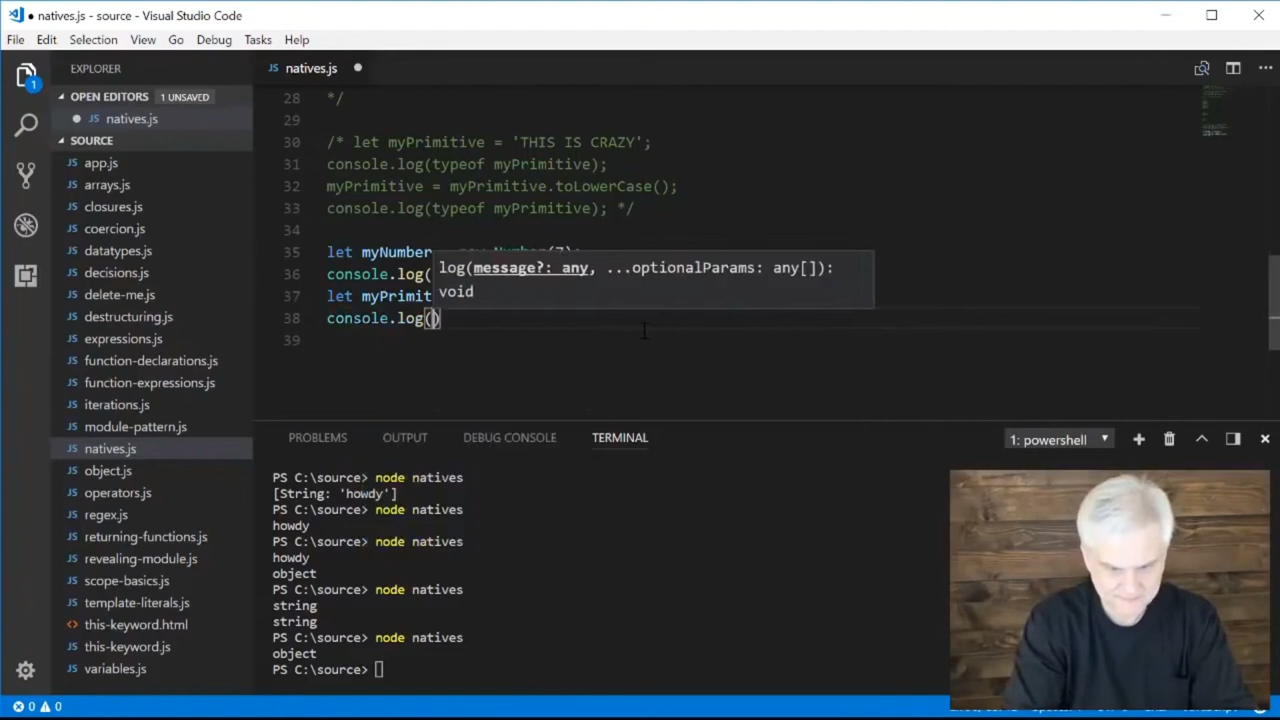 ● natives.js - source - Visual Studio Code
File Edit Selection View Go Debug Tasks Help
EXPLORER
OPEN EDITORS 1 UNSAVED
natives.js
SOURCE
app.js
arrays.js
closures.js
coercion.js
datatypes.js
decisions.js
delete-me.js
destructuring.js
expressions.js
function-declarations.js
function-expressions.js
iterations.js
module-pattern.js
natives.js
object.js
operators.js
regex.js
returning-functions.js
revealing-module.js
scope-basics.js
template-literals.js
this-keyword.html
this-keyword.js
variables.js
1
JS natives.js
28 */
29
30 /* let myPrimitive = 'THIS IS CRAZY';
31 console.log(typeof myPrimitive);
32 myPrimitive = myPrimitive.toLowerCase();
33 console.log(typeof myPrimitive); */
34
35 let myNumber = new Number(7);
36 console.log(
37 let myPrimit
38 console.log()
39
log(message?: any, ...optionalParams: any[]):
void
PROBLEMS OUTPUT DEBUG CONSOLE TERMINAL
1: powershell
PS C:\source> node natives
[String: 'howdy']
PS C:\source> node natives
howdy
PS C:\source> node natives
howdy
object
PS C:\source> node natives
string
string
PS C:\source> node natives
object
PS C:\source>
0 0